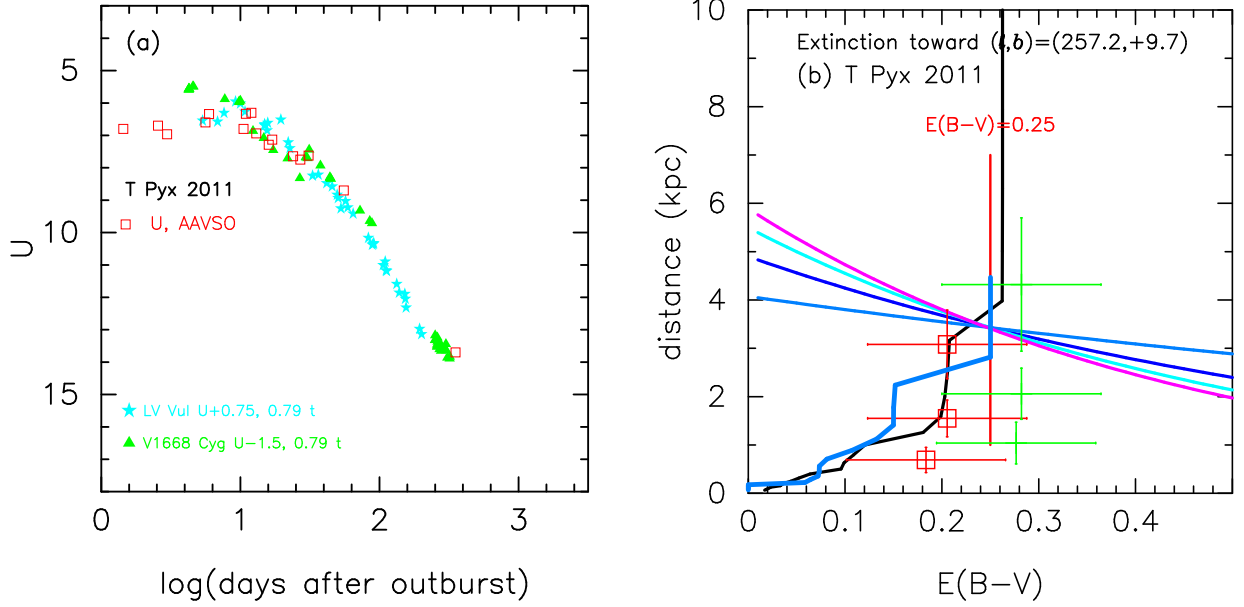 (a)
5
10
15
U
T Pyx 2011
U, AAVSO
LV Vul U+0.75, 0.79 t
V1668 Cyg U−1.5, 0.79 t
0 1 2 3
log(days after outburst)
10
8
6
4
2
0
distance (kpc)
Extinction toward (l,b)=(257.2,+9.7)
(b) T Pyx 2011
E(B−V)=0.25
0 0.1 0.2 0.3 0.4
E(B−V)